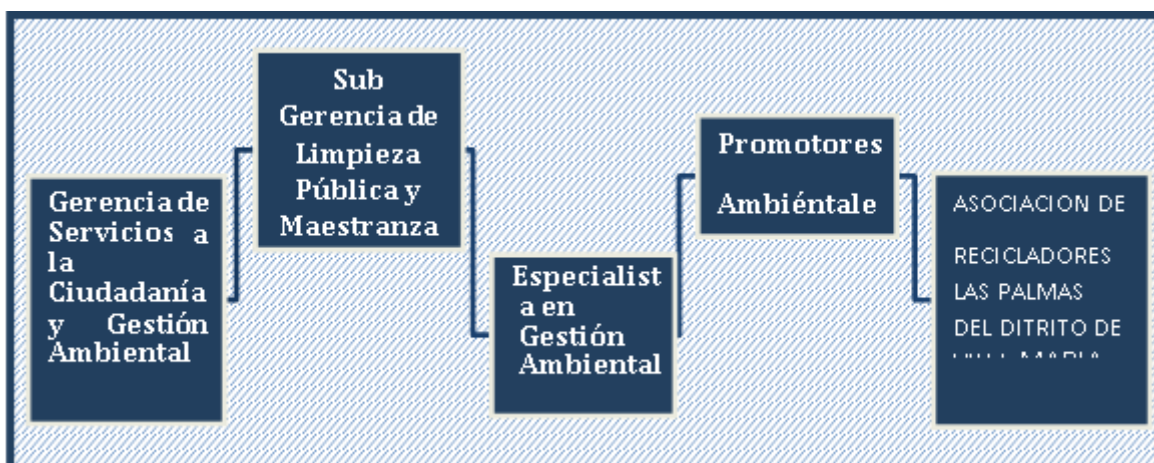 Gerencia de
Servicios a
la
Ciudadanía
y Gestión
Ambiental
Sub
Gerencia de
Limpieza
Pública y
Maestranza
Especialist
a en
Gestión
Ambiental
Promotores
Ambiéntale
ASOCIACION DE
RECICLADORES
LAS PALMAS
DEL DITRITO DE